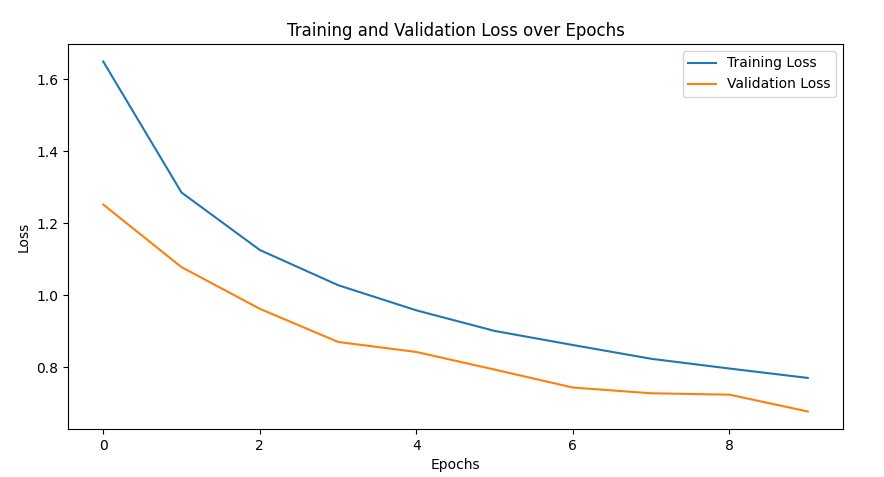 Training and Validation Loss over Epochs
Training Loss
Validation Loss
1.6
1.4
1.2
1.0
0.8
Loss
0 2 4 6 8
Epochs